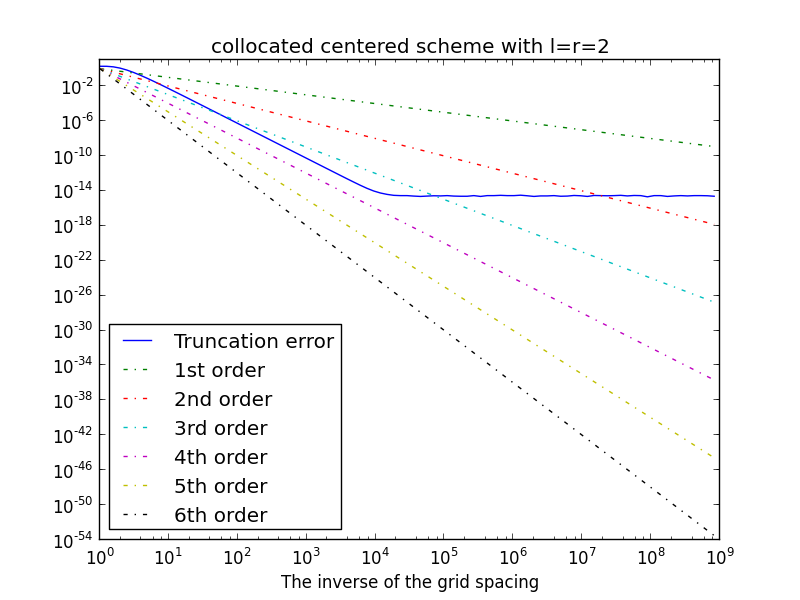 collocated centered scheme with l=r=2
10^-2
10^-6
10^-10
10^-14
10^-18
10^-22
10^-26
10^-30
10^-34
10^-38
10^-42
10^-46
10^-50
10^-54
Truncation error
1st order
2nd order
3rd order
4th order
5th order
6th order
10^0 10^1 10^2 10^3 10^4 10^5 10^6 10^7 10^8 10^9
The inverse of the grid spacing